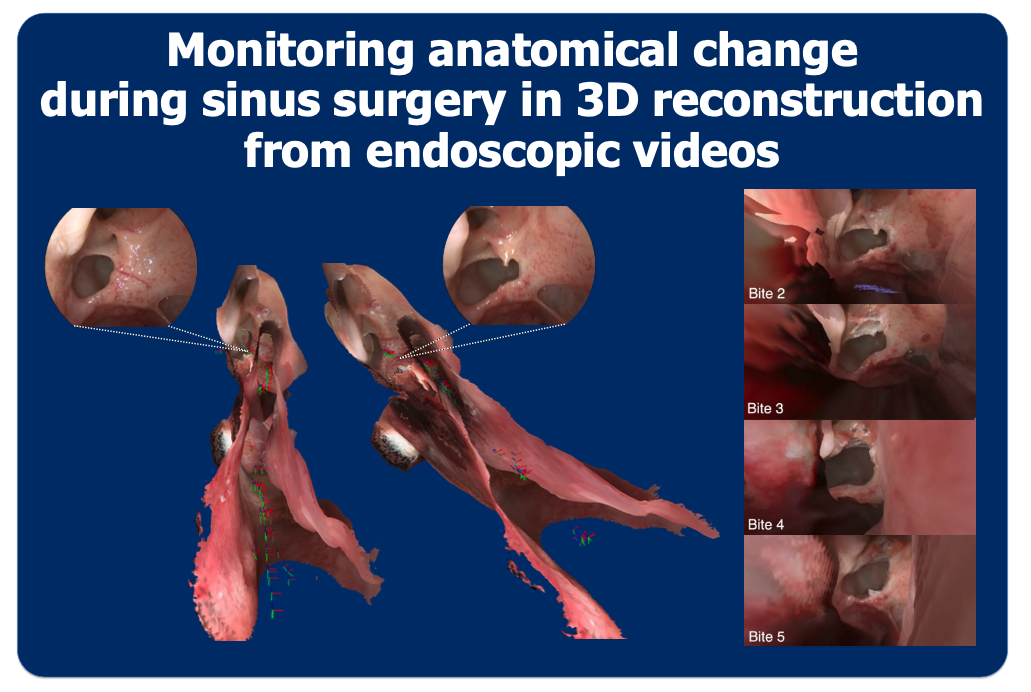 Monitoring anatomical change
during sinus surgery in 3D reconstruction
from endoscopic videos
Bite 2
Bite 3
Bite 4
Bite 5